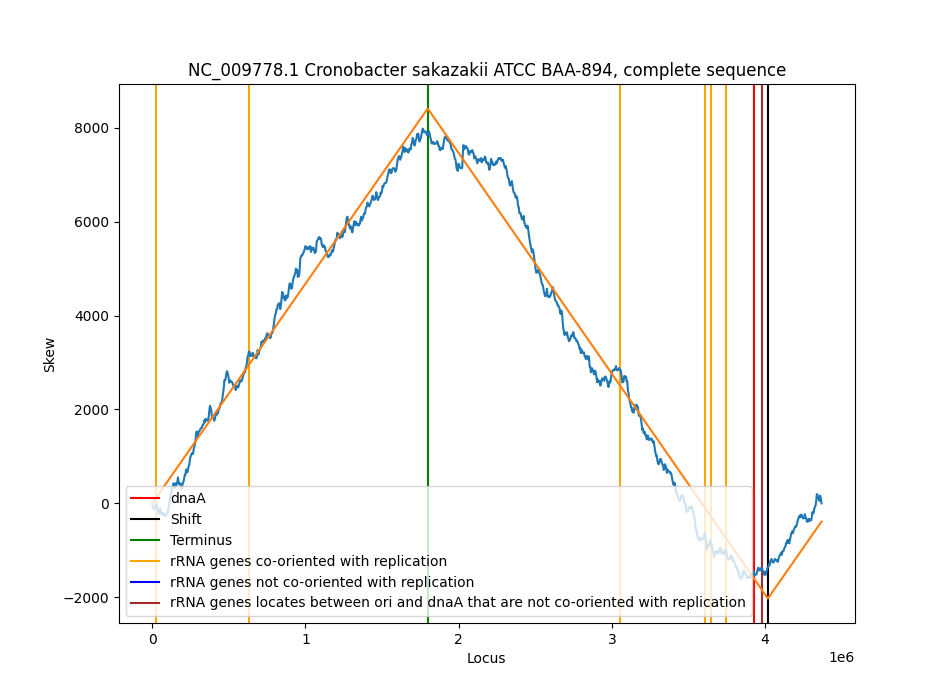 NC_009778.1 Cronobacter sakazakii ATCC BAA-894, complete sequence
Skew
8000
6000
4000
2000
0
−2000
dnaA
Shift
Terminus
rRNA genes co-oriented with replication
rRNA genes not co-oriented with replication
rRNA genes locates between ori and dnaA that are not co-oriented with replication
0 1 2 3 4
1e6
Locus